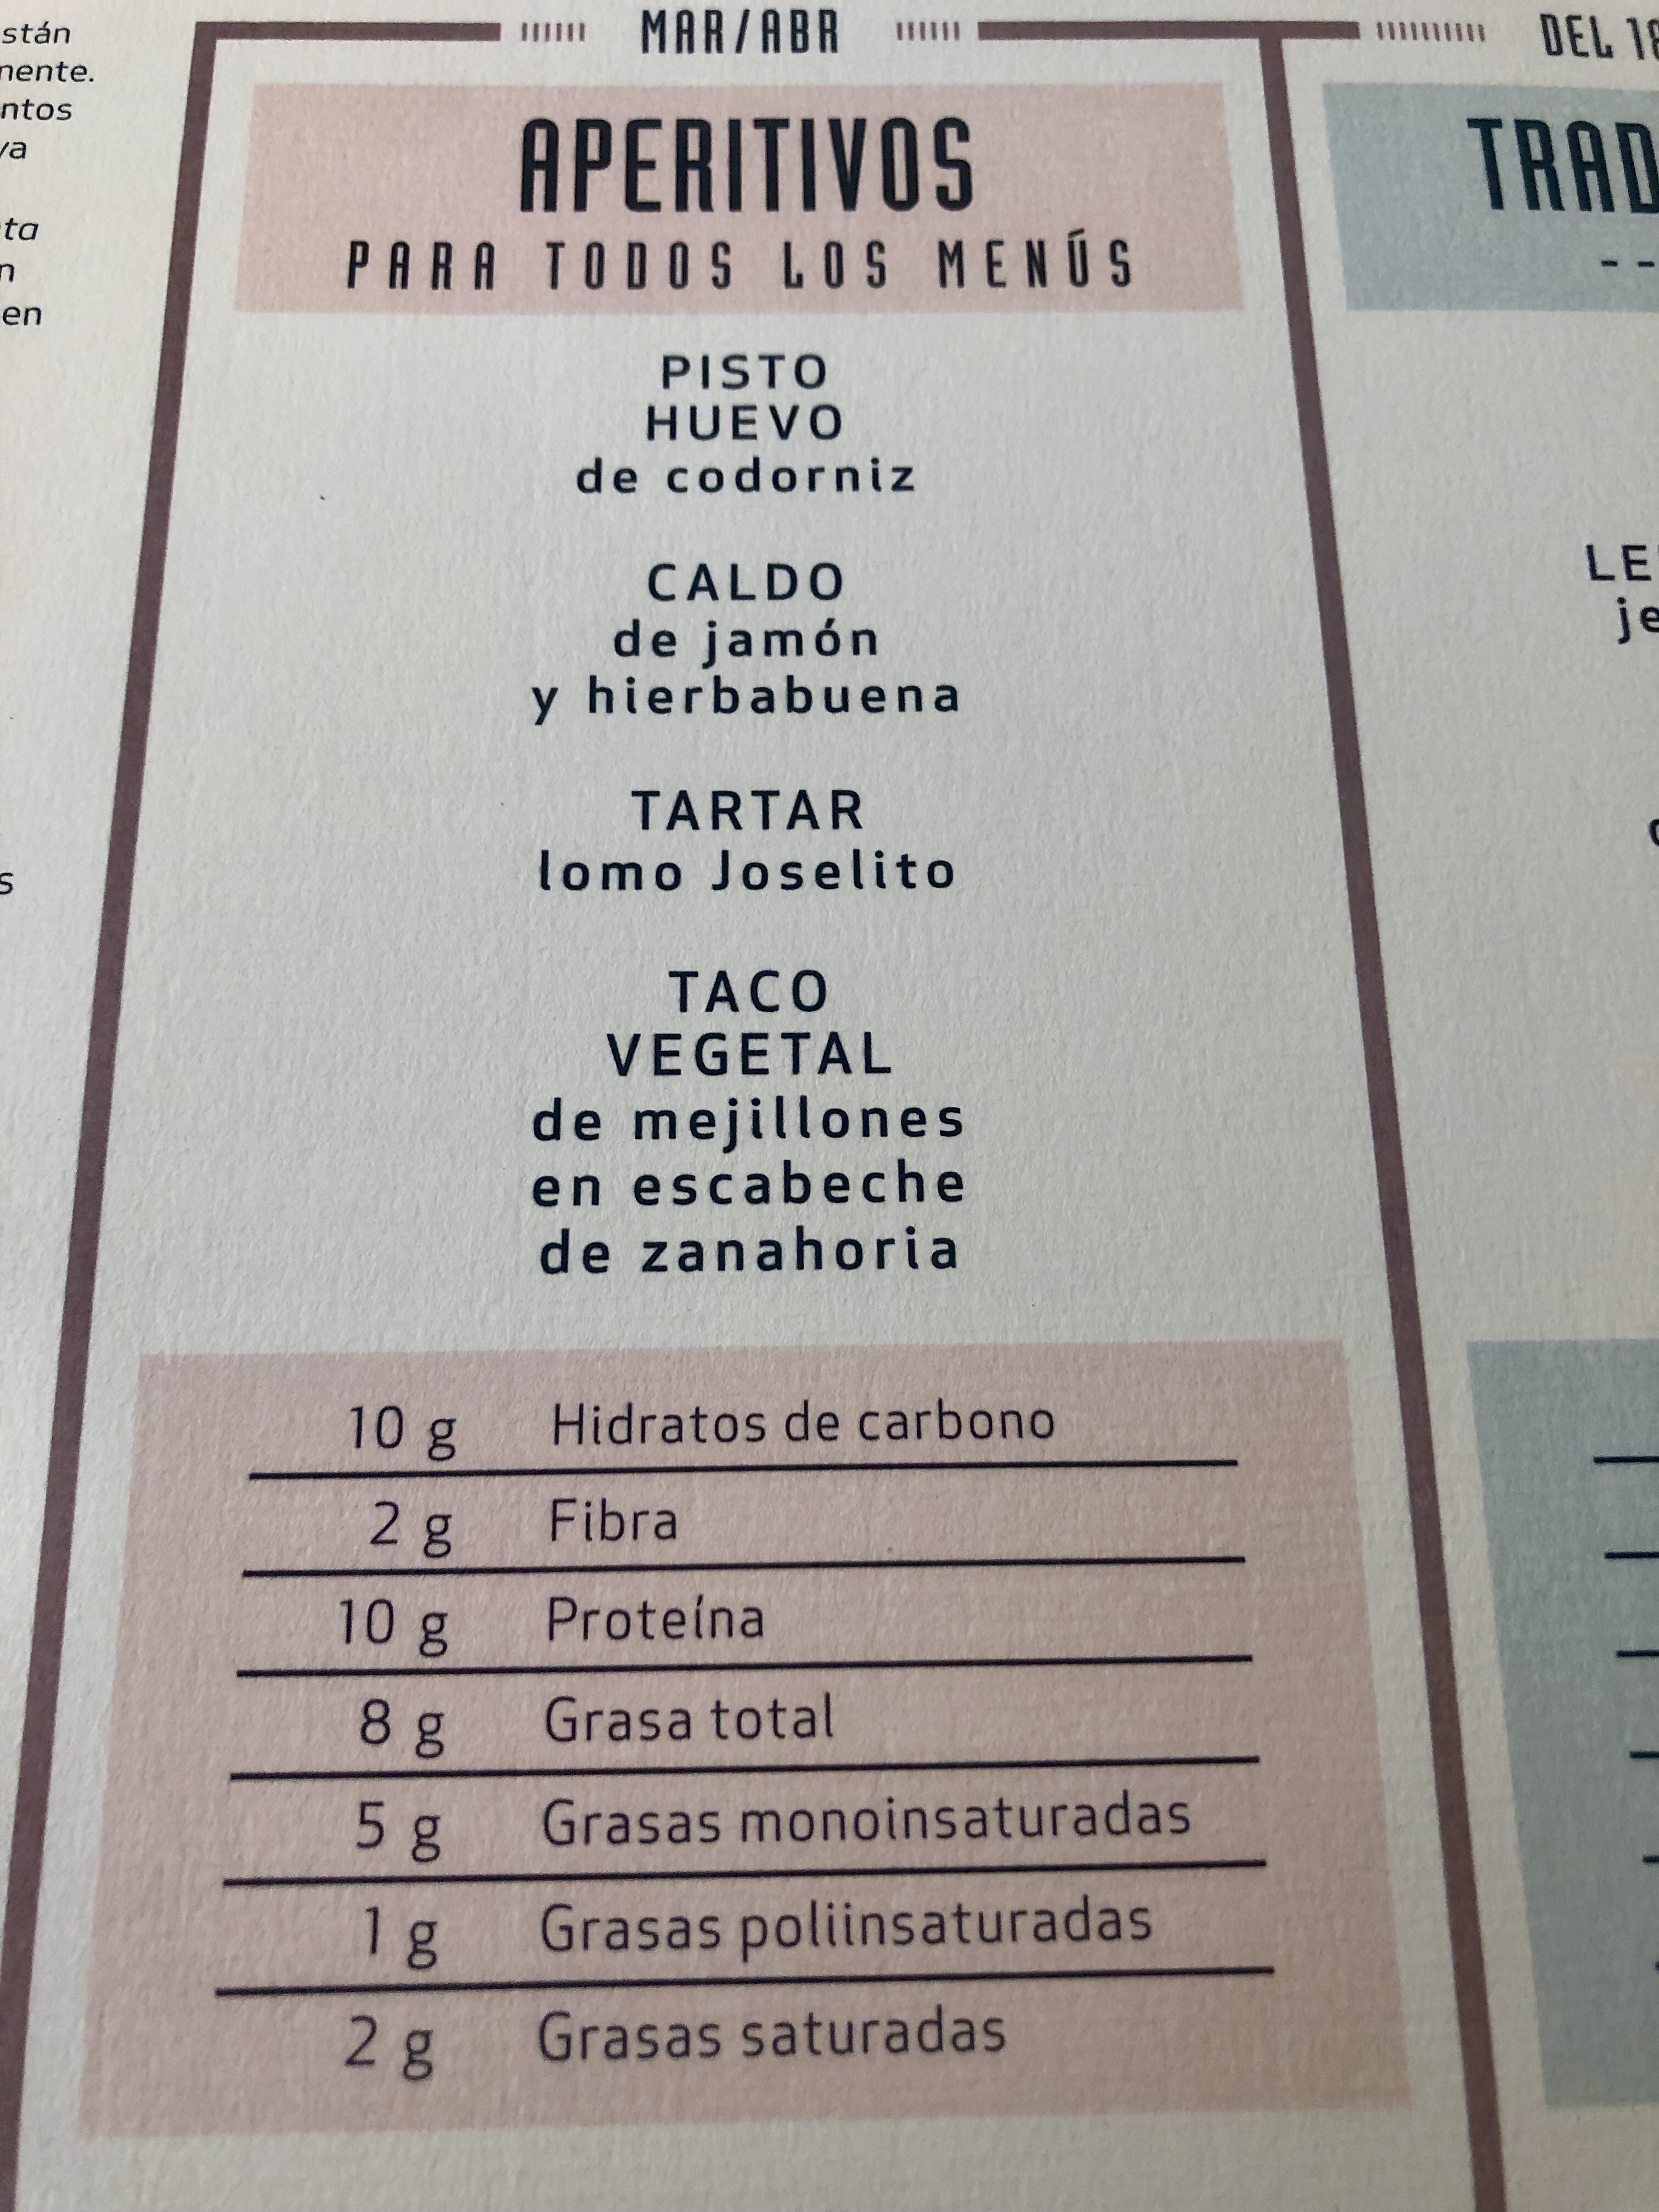 stán
nente.
ntos
va
ta
n
en
s
MAR/ABR
APERITIVOS
PARA TODOS LOS MENÚS
PISTO
HUEVO
de codorniz
CALDO
de jamón
y hierbabuena
TARTAR
lomo Joselito
TACO
VEGETAL
de mejillones
en escabeche
de zanahoria
10 g Hidratos de carbono
2 g Fibra
10 g Proteína
8 g Grasa total
5 g Grasas monoinsaturadas
1 g Grasas poliinsaturadas
2 g Grasas saturadas
DEL 18
TRAD
--
LE
je